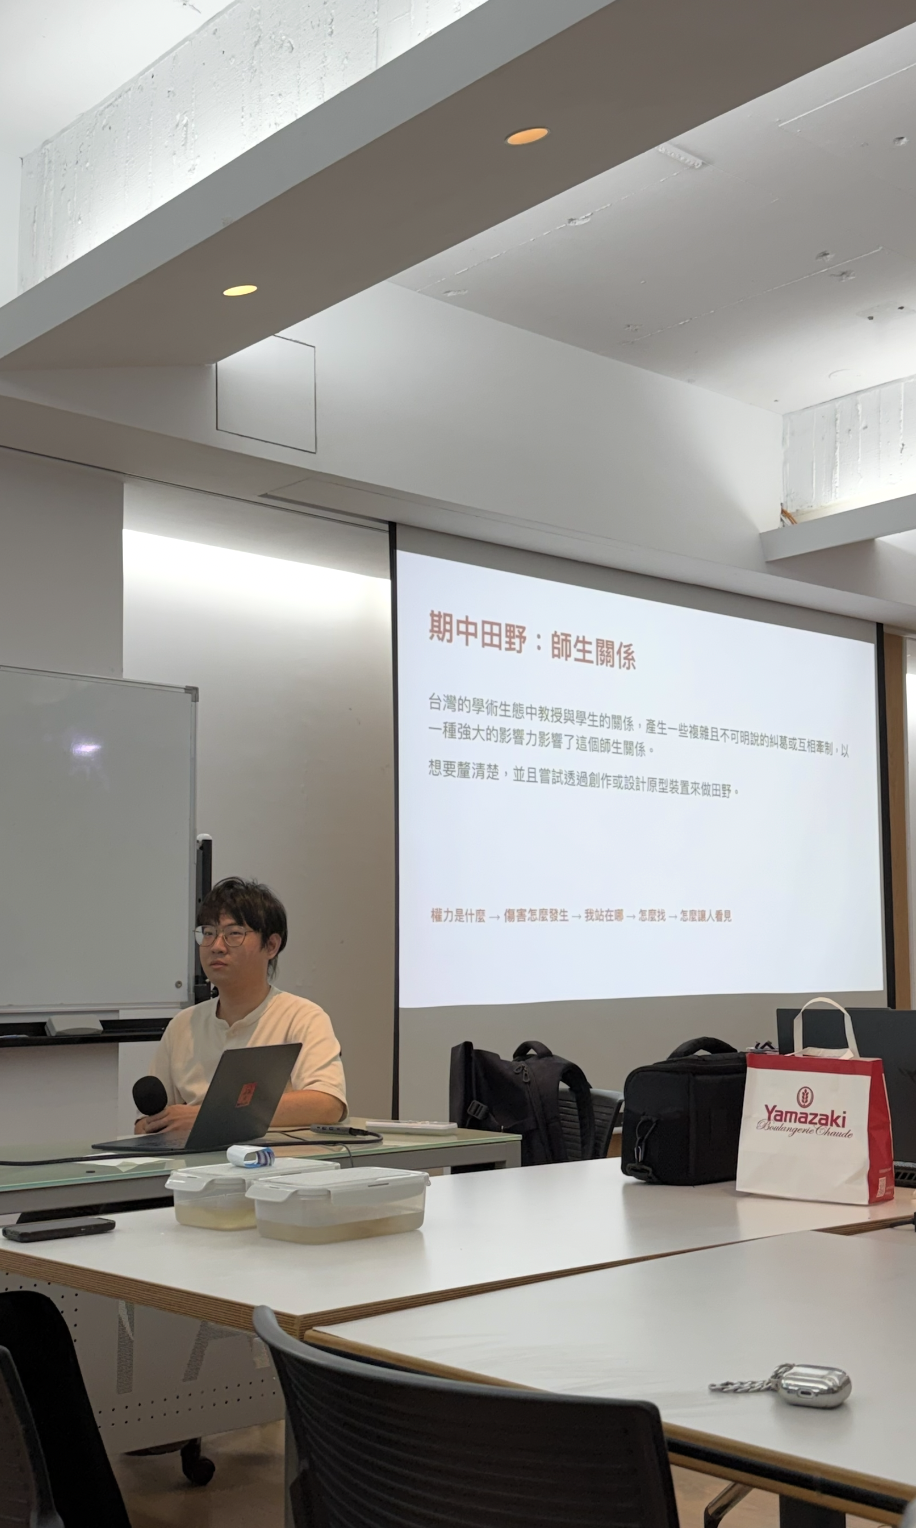 期中田野：師生關係
台灣的學術生態中教授與學生的關係，產生一些複雜且不可明說的糾葛或互相牽制，以
一種強大的影響力影響了這個師生關係。
想要釐清楚，並且嘗試透過創作或設計原型裝置來做田野。
權力是什麼 → 傷害怎麼發生 → 我站在哪 → 怎麼找 → 怎麼讓人看見
Yamazaki
Boulangerie Chaude